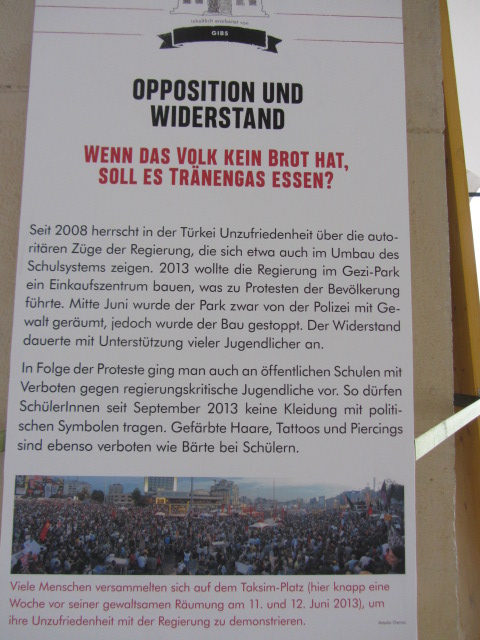 inhaltlich erarbeitet von
GIBS
OPPOSITION UND
WIDERSTAND
WENN DAS VOLK KEIN BROT HAT,
SOLL ES TRÄNENGAS ESSEN?
Seit 2008 herrscht in der Türkei Unzufriedenheit über die auto-
ritären Züge der Regierung, die sich etwa auch im Umbau des
Schulsystems zeigen. 2013 wollte die Regierung im Gezi-Park
ein Einkaufszentrum bauen, was zu Protesten der Bevölkerung
führte. Mitte Juni wurde der Park zwar von der Polizei mit Ge-
walt geräumt, jedoch wurde der Bau gestoppt. Der Widerstand
dauerte mit Unterstützung vieler Jugendlicher an.
In Folge der Proteste ging man auch an öffentlichen Schulen mit
Verboten gegen regierungskritische Jugendliche vor. So dürfen
SchülerInnen seit September 2013 keine Kleidung mit politi-
schen Symbolen tragen. Gefärbte Haare, Tattoos und Piercings
sind ebenso verboten wie Bärte bei Schülern.
Viele Menschen versammelten sich auf dem Taksim-Platz (hier knapp eine
Woche vor seiner gewaltsamen Räumung am 11. und 12. Juni 2013), um
ihre Unzufriedenheit mit der Regierung zu demonstrieren.